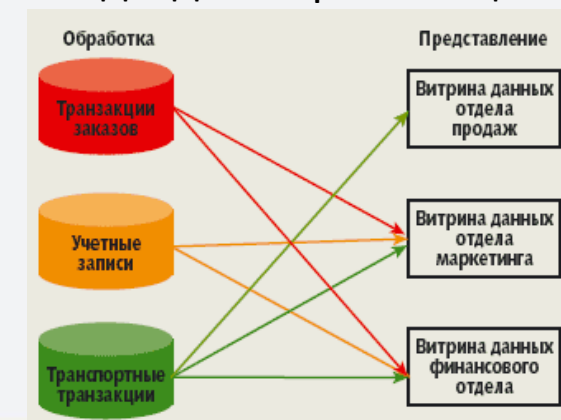 Обработка
Представление
Транзакции
заказов
Витрина данных
отдела
продаж
Учетные
записи
Витрина данных
отдела
маркетинга
Транспортные
транзакции
Витрина данных
финансового
отдела